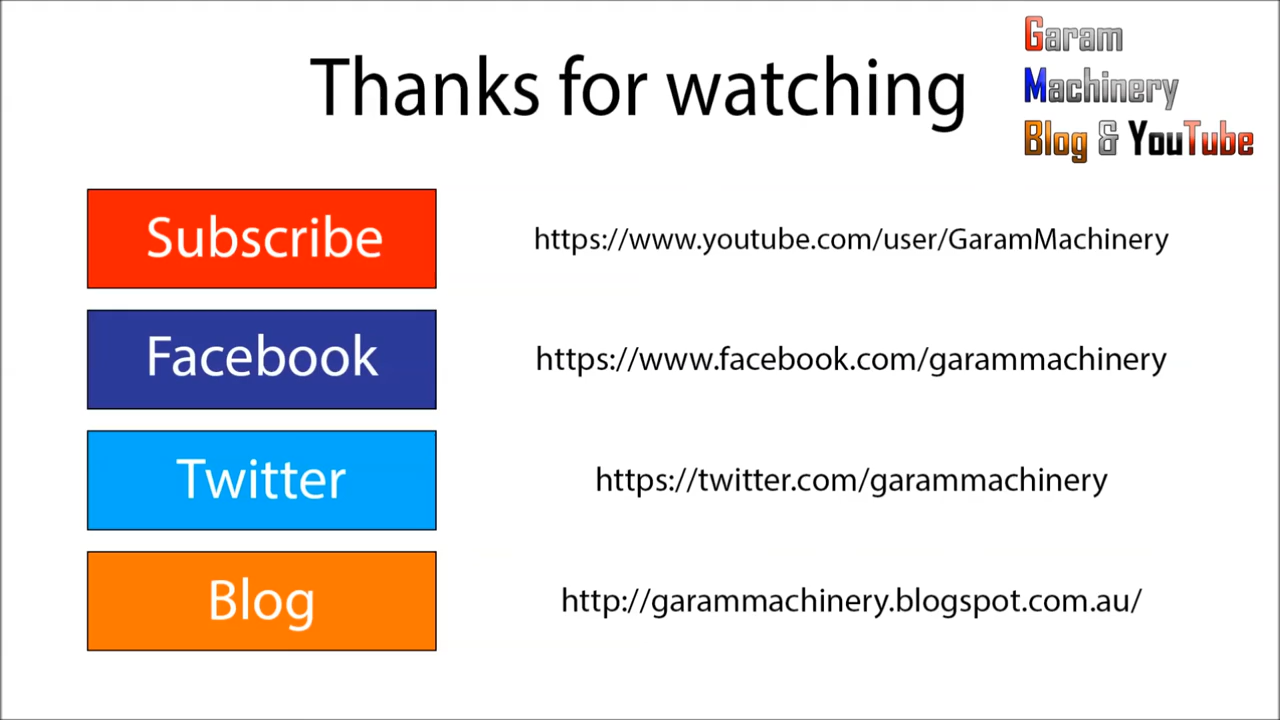 Thanks for watching
Garam
Machinery
Blog & YouTube
Subscribe
https://www.youtube.com/user/GaramMachinery
Facebook
https://www.facebook.com/garammachinery
Twitter
https://twitter.com/garammachinery
Blog
http://garammachinery.blogspot.com.au/